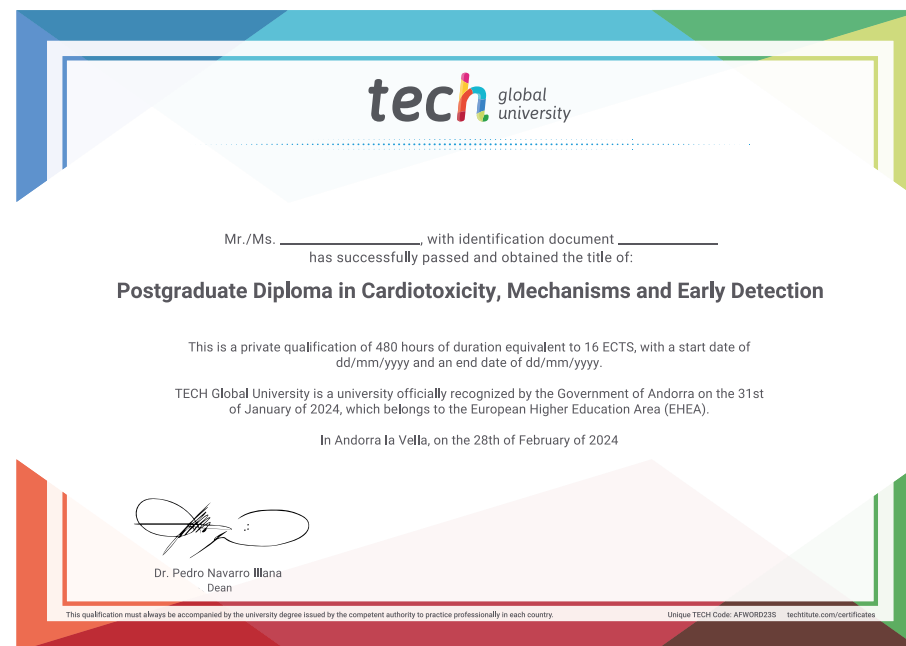 tech global university
Mr./Ms. ____________, with identification document ____________
has successfully passed and obtained the title of:
Postgraduate Diploma in Cardiotoxicity, Mechanisms and Early Detection
This is a private qualification of 480 hours of duration equivalent to 16 ECTS, with a start date of
dd/mm/yyyy and an end date of dd/mm/yyyy.
TECH Global University is a university officially recognized by the Government of Andorra on the 31st
of January of 2024, which belongs to the European Higher Education Area (EHEA).
In Andorra la Vella, on the 28th of February of 2024
Dr. Pedro Navarro Illana
Dean
This qualification must always be accompanied by the university degree issued by the competent authority to practice professionally in each country.
Unique TECH Code: AFWORD23S techtitute.com/certificates